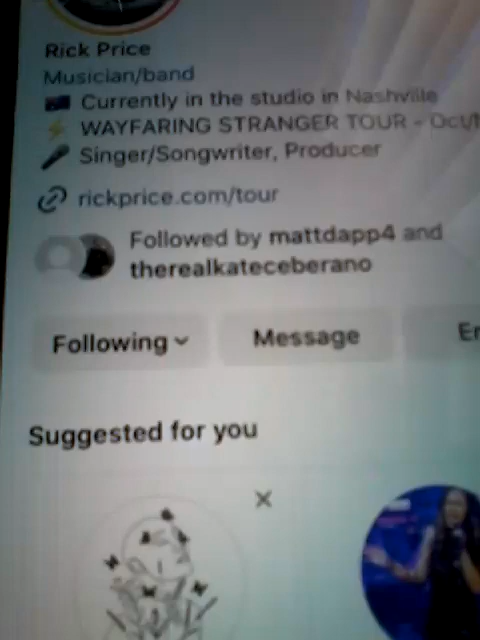 Rick Price
Musician/band
Currently in the studio in Nashville
WAYFARING STRANGER TOUR - Oct/
Singer/Songwriter, Producer
rickprice.com/tour
Followed by mattdapp4 and
therealkateceberano
Following
Message
Suggested for you